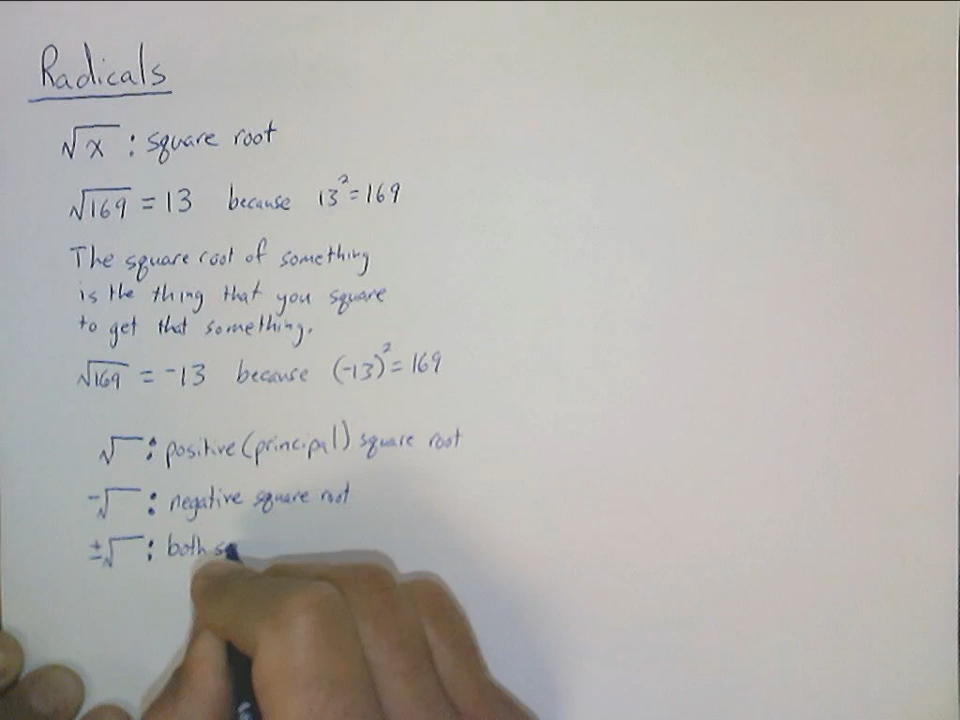 Radicals
√x : square root
√169 = 13 because 13² = 169
The square root of something
is the thing that you square
to get that something.
√169 = -13 because (-13)² = 169
√ : positive (principal) square root
-√ : negative square root
±√ : both s